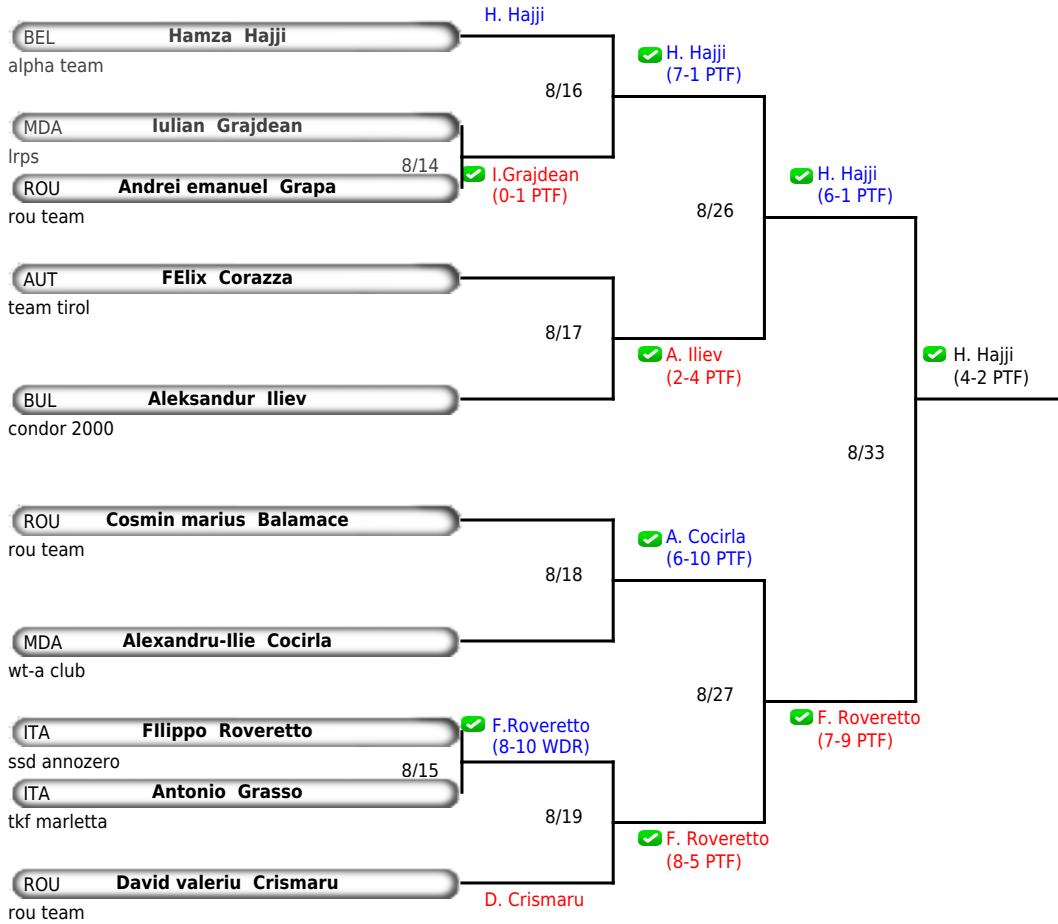 H. Hajji
BEL Hamza Hajji
alpha team
H. Hajji
(7-1 PTF)
8/16
MDA Iulian Grajdean
lrps
8/14
I.Grajdean
(0-1 PTF)
ROU Andrei emanuel Grapa
rou team
H. Hajji
(6-1 PTF)
8/26
AUT FElix Corazza
team tirol
8/17
A. Iliev
(2-4 PTF)
H. Hajji
(4-2 PTF)
BUL Aleksandur Iliev
condor 2000
8/33
ROU Cosmin marius Balamace
rou team
A. Cocirla
(6-10 PTF)
8/18
MDA Alexandru-Ilie Cocirla
wt-a club
8/27
ITA FIlippo Roveretto
ssd annozero
F.Roveretto
(8-10 WDR)
F. Roveretto
(7-9 PTF)
8/15
ITA Antonio Grasso
tkf marletta
8/19
F. Roveretto
(8-5 PTF)
ROU David valeriu Crismaru
rou team
D. Crismaru